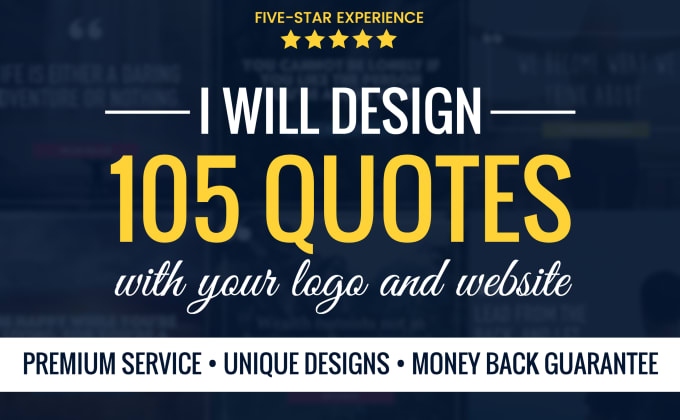 FIVE-STAR EXPERIENCE
I WILL DESIGN
105 QUOTES
with your logo and website
PREMIUM SERVICE • UNIQUE DESIGNS • MONEY BACK GUARANTEE